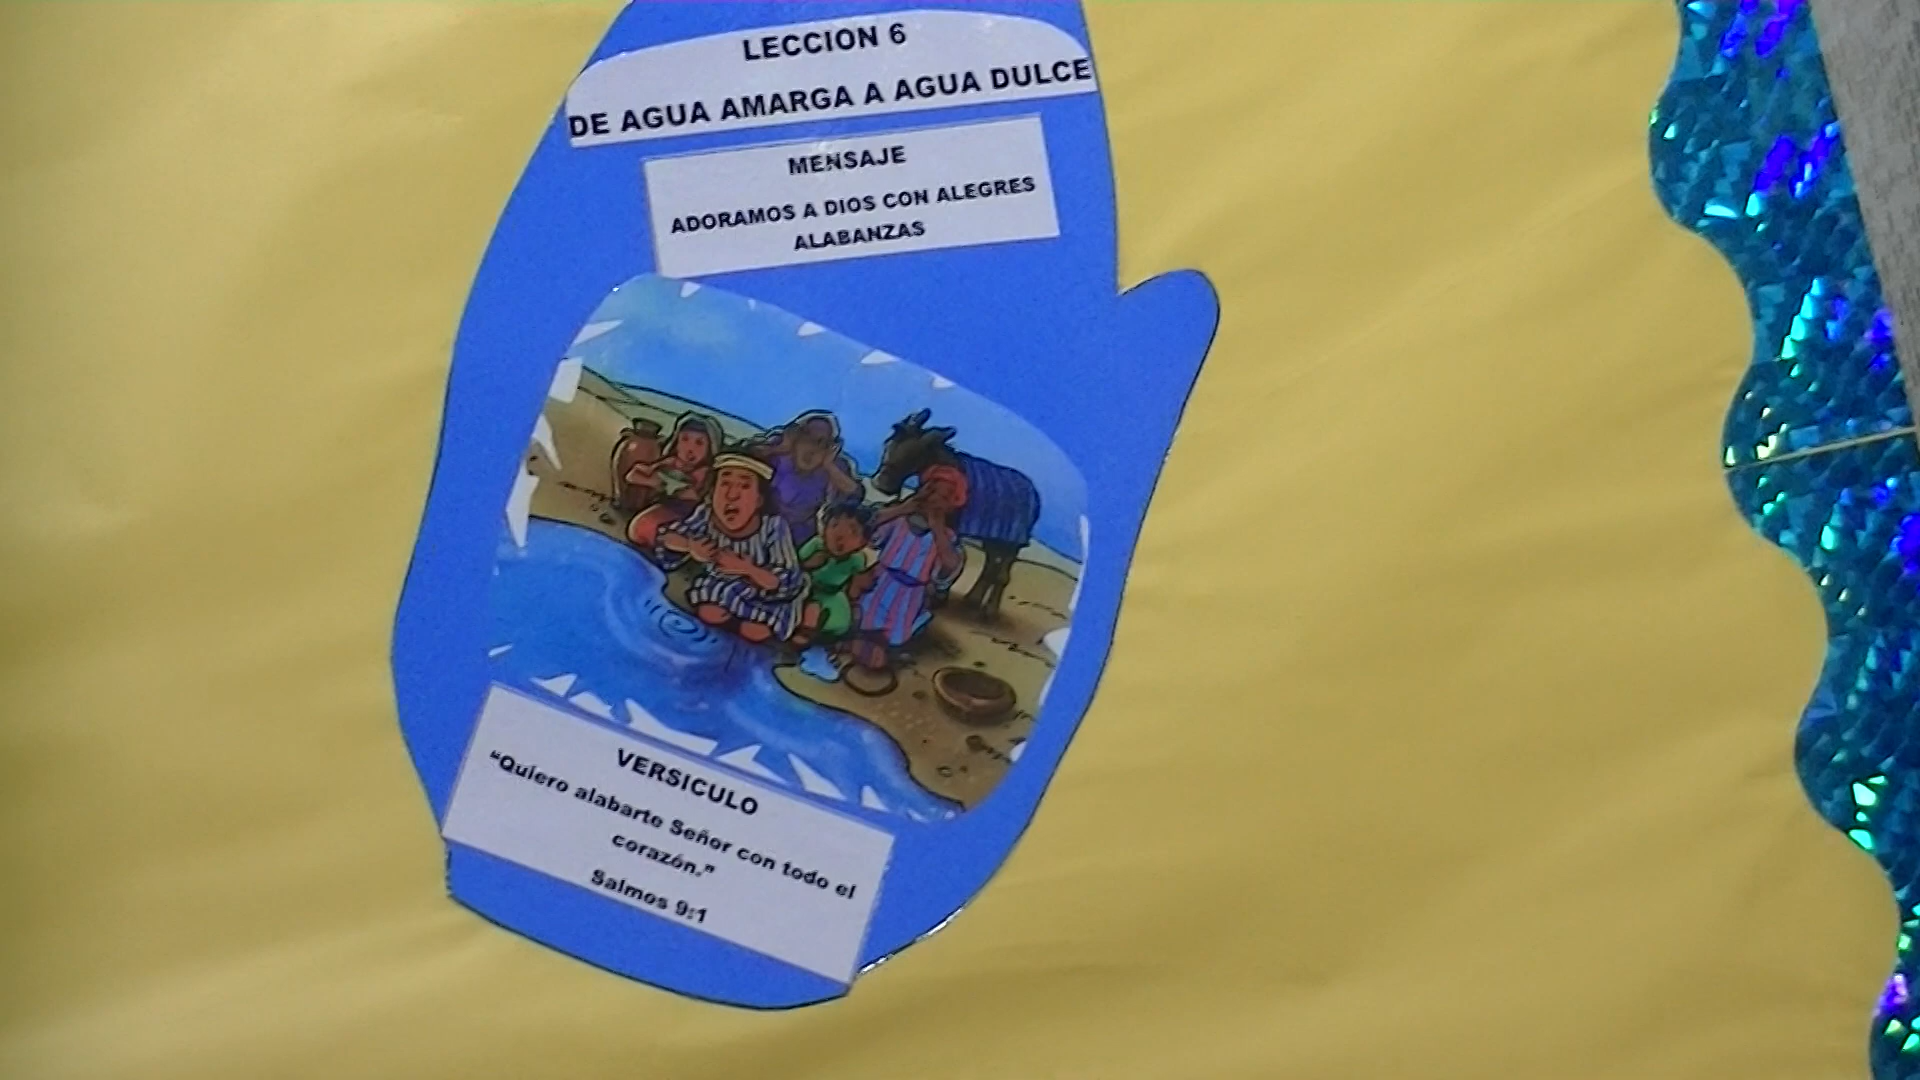 LECCION 6
DE AGUA AMARGA A AGUA DULCE
MENSAJE
ADORAMOS A DIOS CON ALEGRES
ALABANZAS
VERSICULO
“Quiero alabarte Señor con todo el
corazón.”
Salmos 9:1